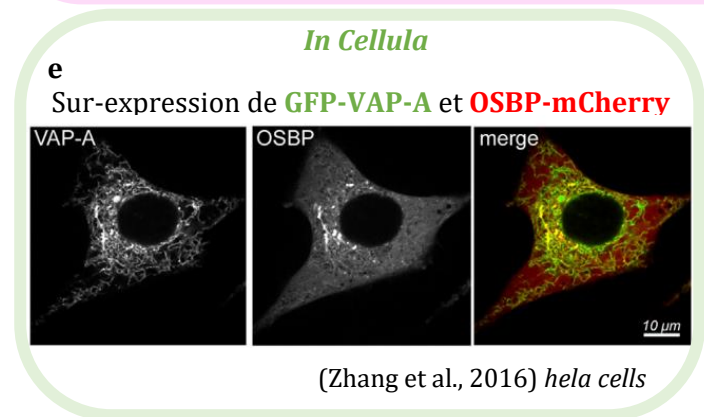 In Cellula
e
Sur-expression de GFP-VAP-A et OSBP-mCherry
VAP-A OSBP merge
10 µm
(Zhang et al., 2016) hela cells